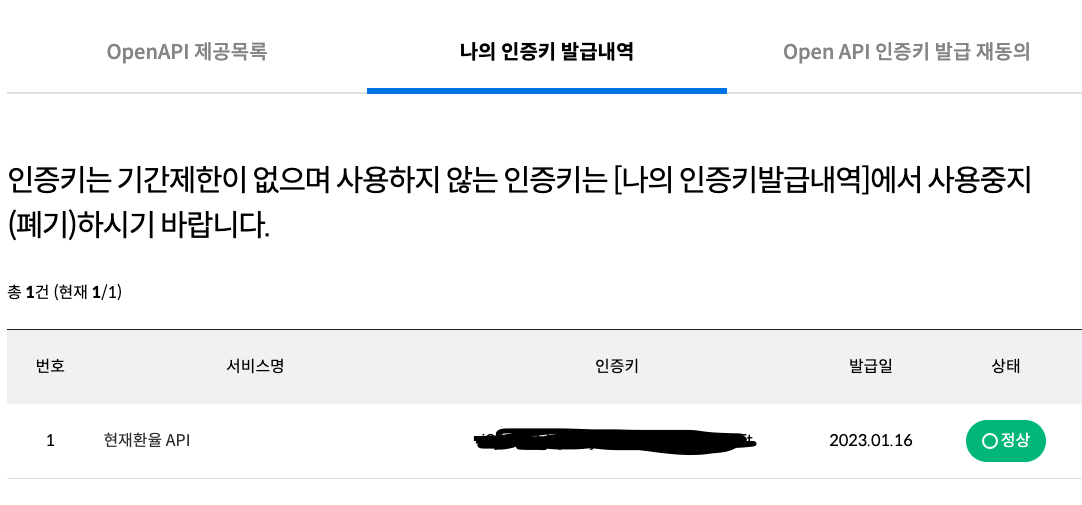 OpenAPI 제공목록 나의 인증키 발급내역 Open API 인증키 발급 재동의
인증키는 기간제한이 없으며 사용하지 않는 인증키는 [나의 인증키발급내역]에서 사용중지
(폐기)하시기 바랍니다.
총 1건 (현재 1/1)
번호 서비스명 인증키 발급일 상태
1 현재환율 API 2023.01.16 정상